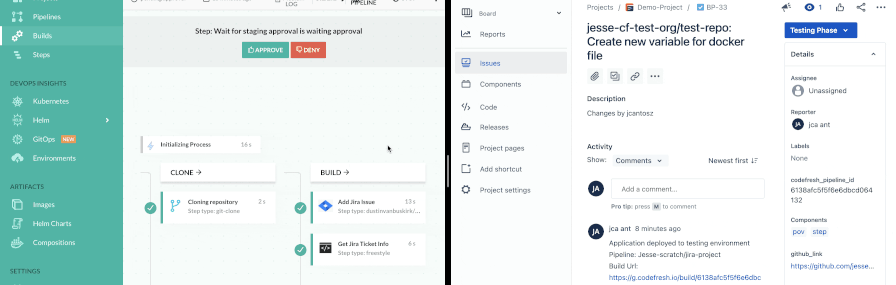 Pipelines
Builds
Steps
DEVOPS INSIGHTS
Kubernetes
Helm
GitOps NEW
Environments
ARTIFACTS
Images
Helm Charts
Compositions
SETTINGS
LOG
PIPELINE
Step: Wait for staging approval is waiting approval
APPROVE
DENY
Initializing Process 16 s
CLONE →
BUILD →
Cloning repository 2 s
Step type: git-clone
Add Jira Issue 13 s
Step type: dustinvanbuskirk/...
Get Jira Ticket Info 6 s
Step type: freestyle
Board
Reports
Issues
Components
Code
Releases
Project pages
Add shortcut
Project settings
Projects / Demo-Project / BP-33
1
jesse-cf-test-org/test-repo:
Create new variable for docker
file
Description
Changes by jcantosz
Activity
Show: Comments
Newest first
JA
Add a comment...
Pro tip: press M to comment
JA
jca ant 8 minutes ago
Application deployed to testing environment
Pipeline: Jesse-scratch/jira-project
Build Url:
https://g.codefresh.io/build/6138afc5f5f6e6dbc
Testing Phase
Details
Assignee
Unassigned
Reporter
JA jca ant
Labels
None
codefresh_pipeline_id
6138afc5f5f6e6dbcd064
132
Components
pov step
github_link
https://github.com/jesse...